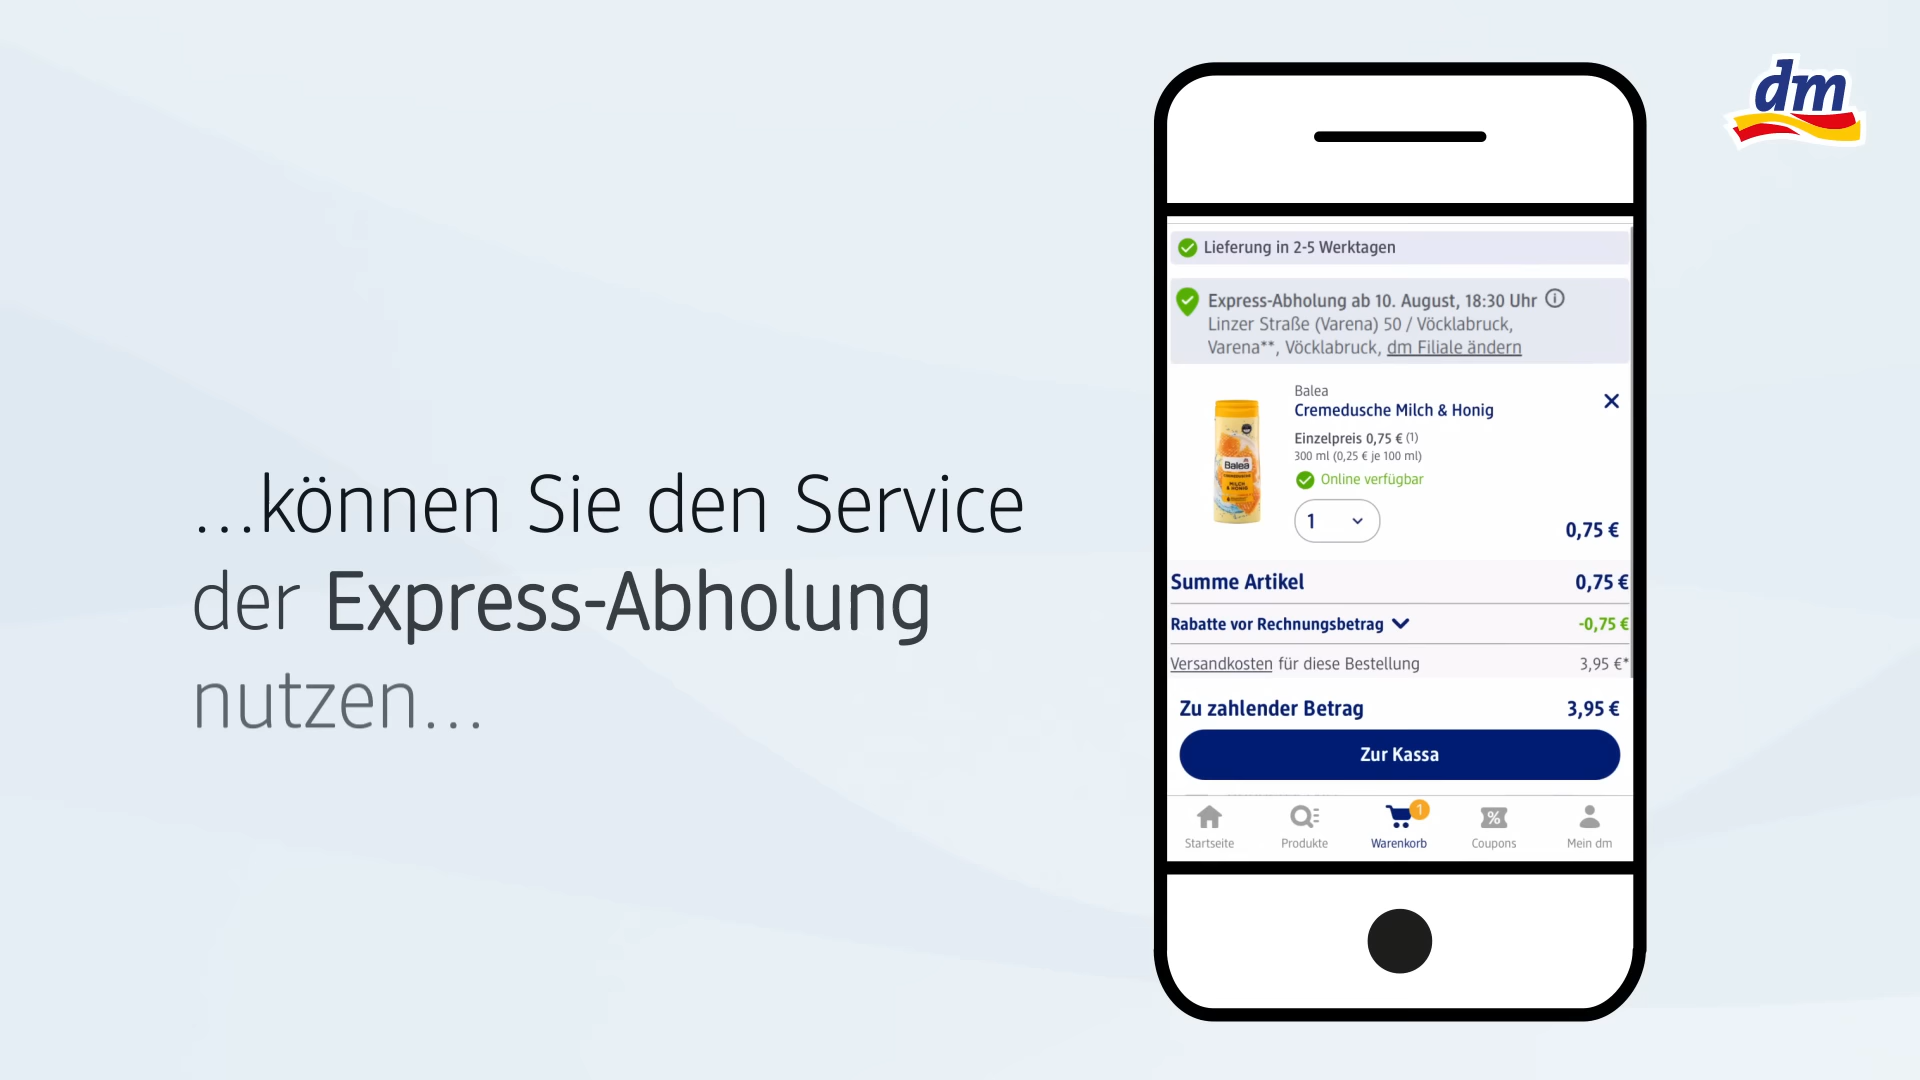 dm
...können Sie den Service
der Express-Abholung
nutzen...
Lieferung in 2-5 Werktagen
Express-Abholung ab 10. August, 18:30 Uhr
Linzer Straße (Varena) 50 / Vöcklabruck,
Varena**, Vöcklabruck, dm Filiale ändern
Balea
Cremedusche Milch & Honig
Einzelpreis 0,75 € (1)
300 ml (0,25 € je 100 ml)
Online verfügbar
1
0,75 €
Balea
MILCH
& HONIG
Summe Artikel 0,75 €
Rabatte vor Rechnungsbetrag -0,75 €
Versandkosten für diese Bestellung 3,95 €*
Zu zahlender Betrag 3,95 €
Zur Kassa
1
Startseite Produkte Warenkorb Coupons Mein dm